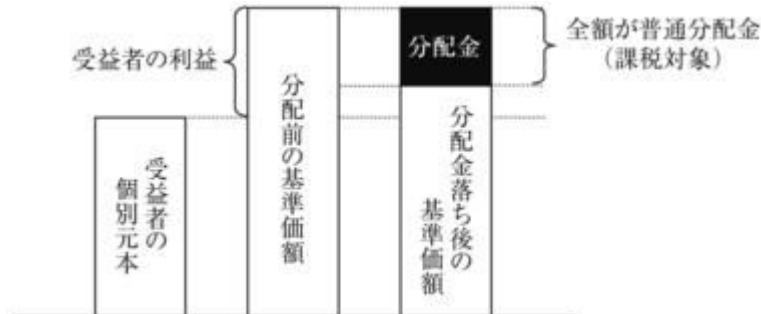 受益者の利益
分配金
全額が普通分配金
（課税対象）
受益者の
個別元本
分配前の基準価額
分配金落ち後の
基準価額